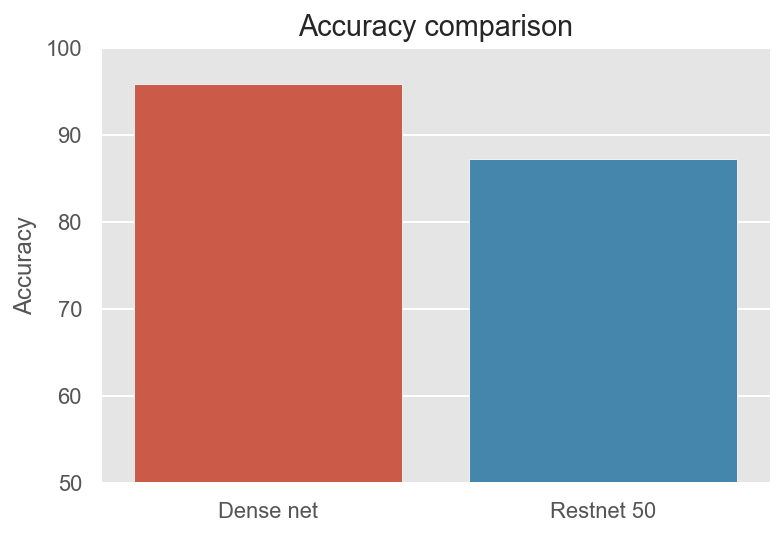 Accuracy comparison
100
90
80
70
60
50
Accuracy
Dense net
Restnet 50